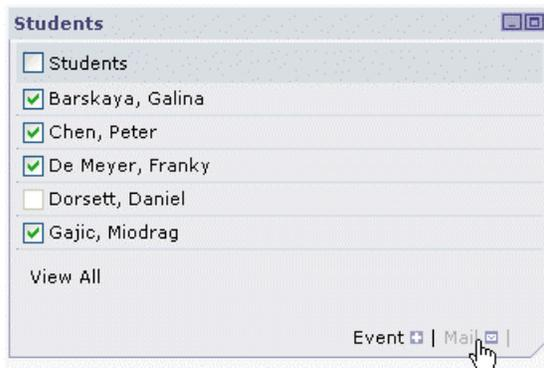 Students
Students
Barskaya, Galina
Chen, Peter
De Meyer, Franky
Dorsett, Daniel
Gajic, Miodrag
View All
Event | Mail |